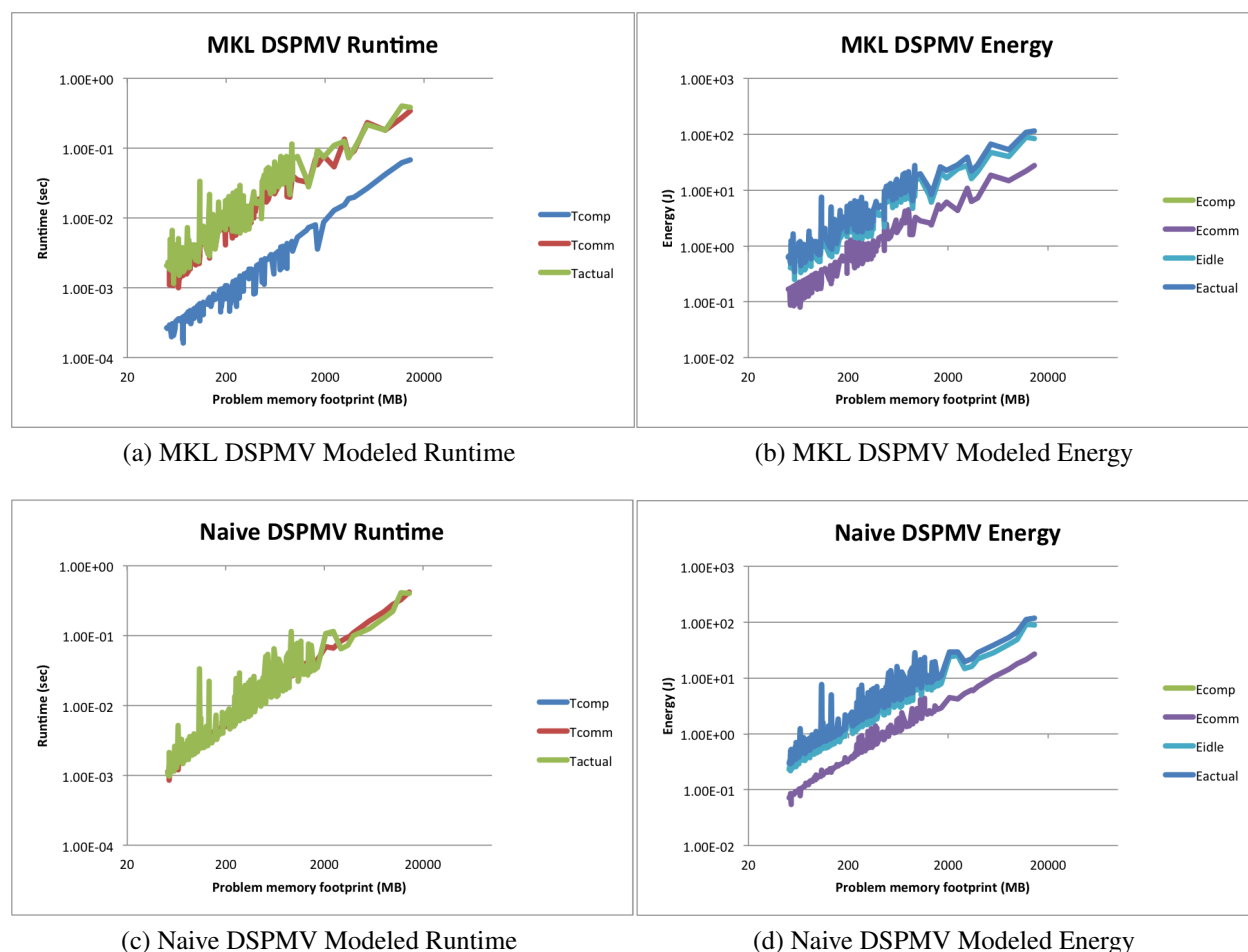 MKL DSPMV Runtime
1.00E+00
1.00E-01
1.00E-02
1.00E-03
1.00E-04
Runtime (sec)
20
200
2000
20000
Problem memory footprint (MB)
Tcomp
Tcomm
Tactual
(a) MKL DSPMV Modeled Runtime
MKL DSPMV Energy
1.00E+03
1.00E+02
1.00E+01
1.00E+00
1.00E-01
1.00E-02
Energy (J)
20
200
2000
20000
Problem memory footprint (MB)
Ecomp
Ecomm
Eidle
Eactual
(b) MKL DSPMV Modeled Energy
Naive DSPMV Runtime
1.00E+00
1.00E-01
1.00E-02
1.00E-03
1.00E-04
Runtime (sec)
20
200
2000
20000
Problem memory footprint (MB)
Tcomp
Tcomm
Tactual
(c) Naive DSPMV Modeled Runtime
Naive DSPMV Energy
1.00E+03
1.00E+02
1.00E+01
1.00E+00
1.00E-01
1.00E-02
Energy (J)
20
200
2000
20000
Problem memory footprint (MB)
Ecomp
Ecomm
Eidle
Eactual
(d) Naive DSPMV Modeled Energy